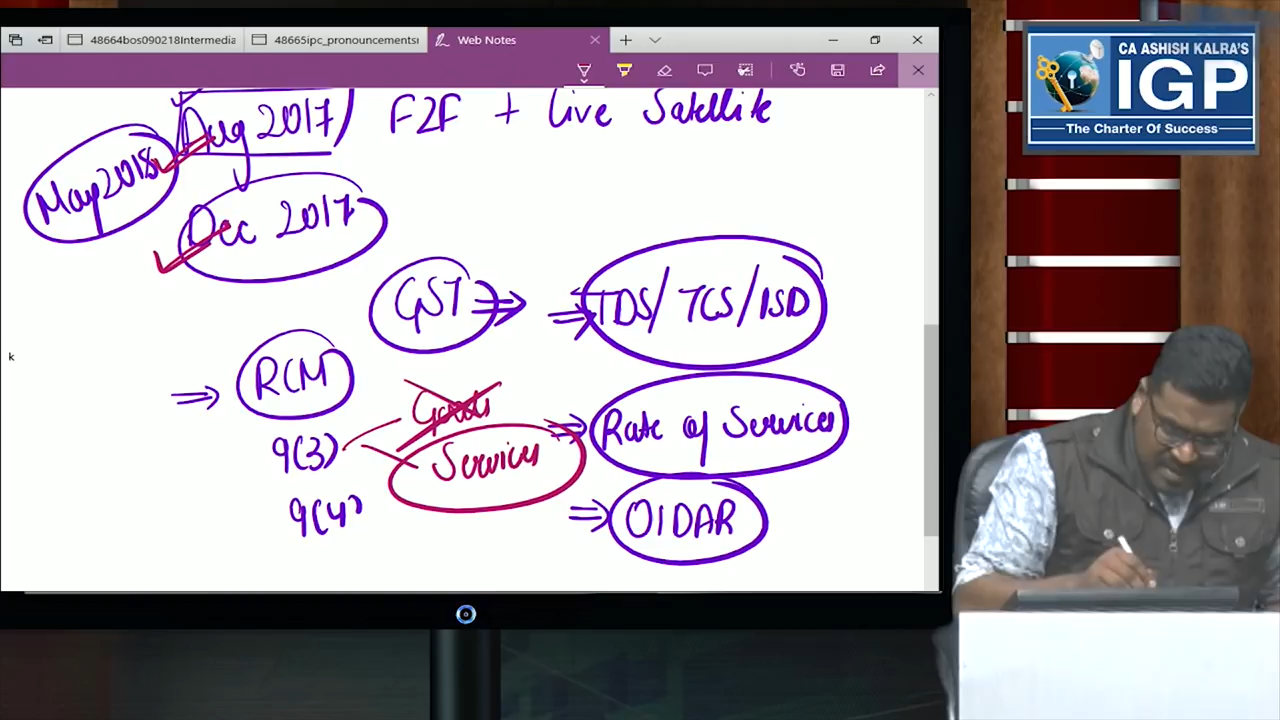 48664bos090218Intermedia
48665ipc_pronouncements
Web Notes
CA ASHISH KALRA'S
IGP
The Charter Of Success
Aug 2017
F2F + Live Satellite
May 2018
Dec 2017
GST
TDS/ TCS/ ISD
RCM
Goods
9(3)
Services
Rate of Services
9(4)
OIDAR
k